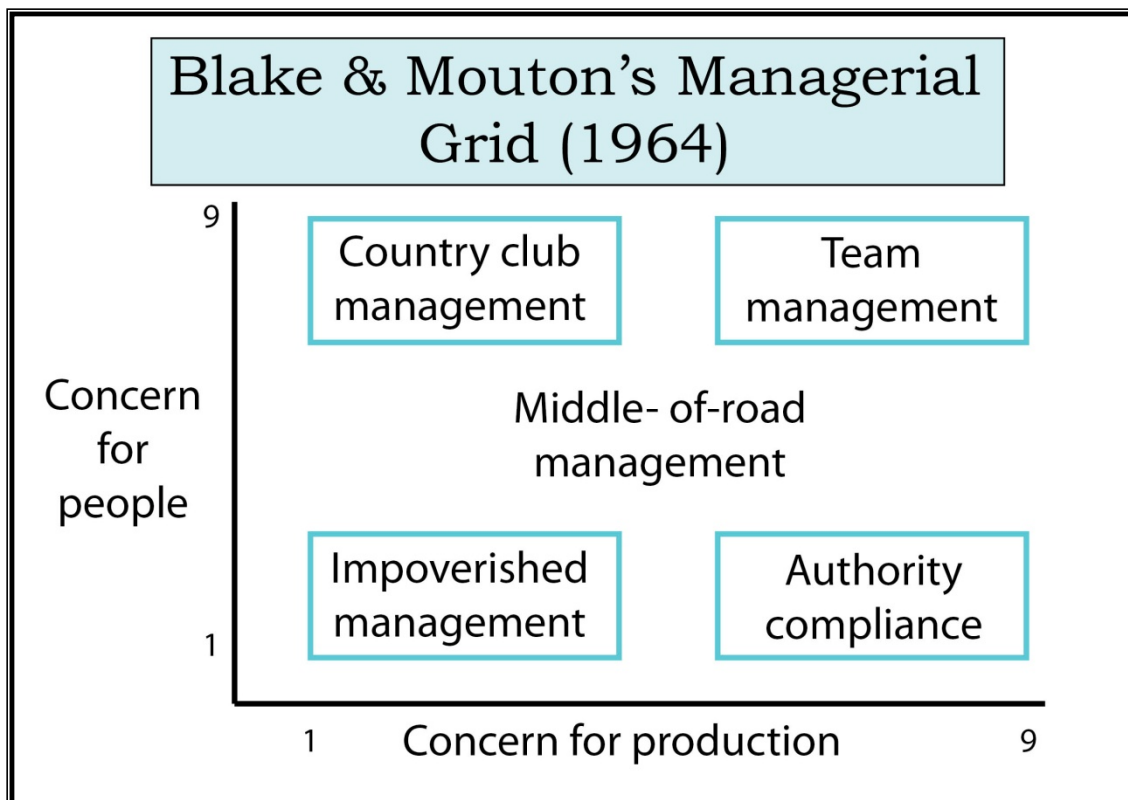 Blake & Mouton’s Managerial
Grid (1964)
9
Country club
management
Team
management
Concern
for
people
Middle- of-road
management
Impoverished
management
Authority
compliance
1
1
Concern for production
9